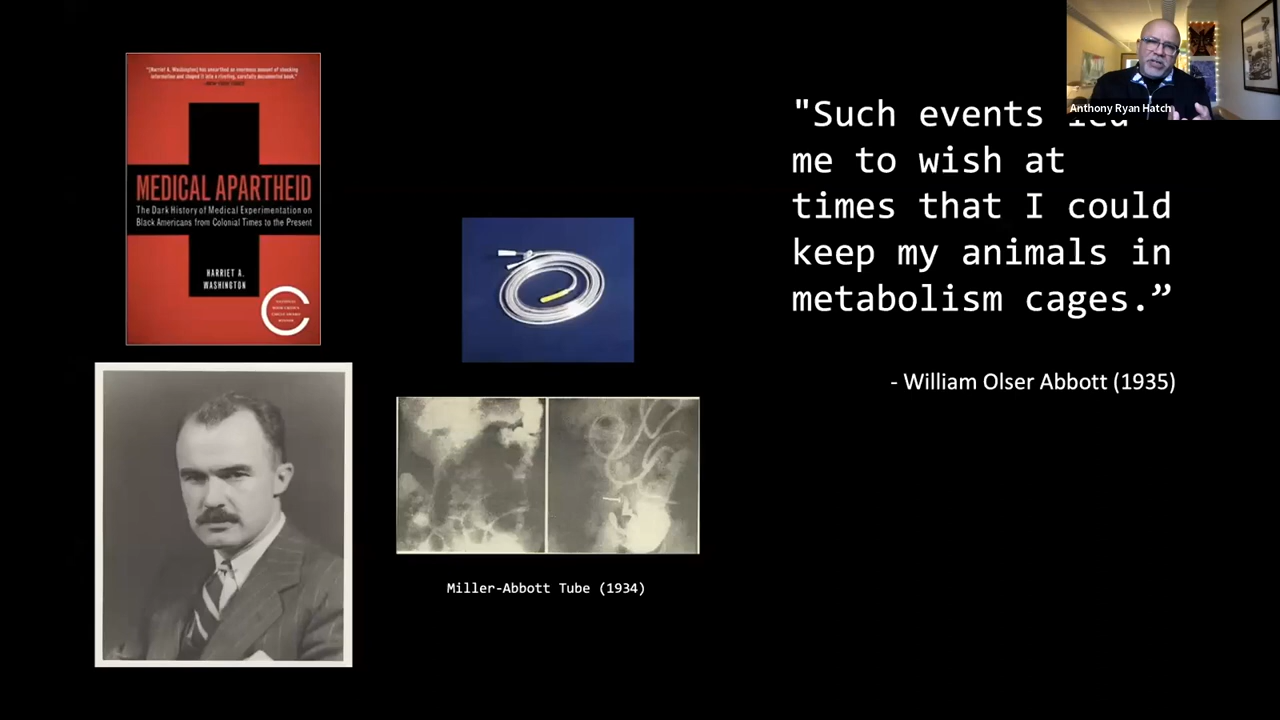 "[Harriet A. Washington] has unearthed an enormous amount of shocking
information and shaped it into a riveting, carefully documented book."
MEDICAL APARTHEID
The Dark History of Medical Experimentation on
Black Americans from Colonial Times to the Present
HARRIET A.
WASHINGTON
Miller-Abbott Tube (1934)
Anthony Ryan Hatch
"Such events led
me to wish at
times that I could
keep my animals in
metabolism cages.”
- William Olser Abbott (1935)